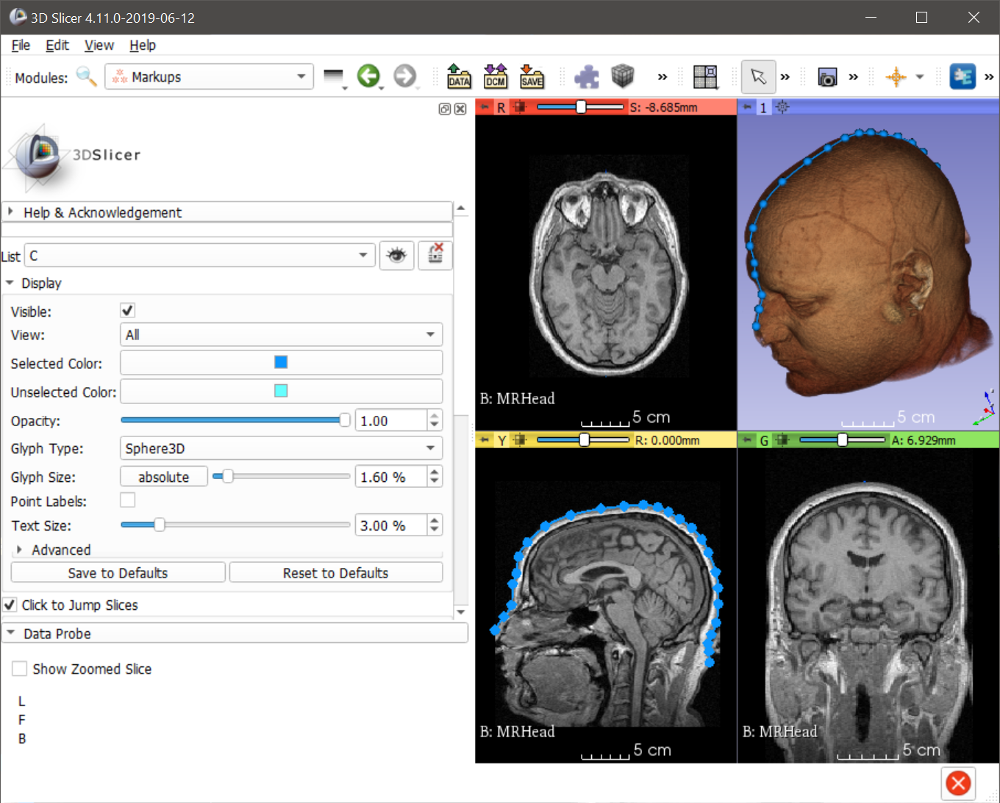 3D Slicer 4.11.0-2019-06-12
File Edit View Help
Modules: Markups
DATA DCM SAVE
3DSlicer
Help & Acknowledgement
List C
Display
Visible:
View: All
Selected Color:
Unselected Color:
Opacity: 1.00
Glyph Type: Sphere3D
Glyph Size: absolute 1.60 %
Point Labels:
Text Size: 3.00 %
Advanced
Save to Defaults Reset to Defaults
Click to Jump Slices
Data Probe
Show Zoomed Slice
L
F
B
R S: -8.685mm
B: MRHead
5 cm
1
5 cm
Y R: 0.000mm
B: MRHead
5 cm
G A: 6.929mm
B: MRHead
5 cm